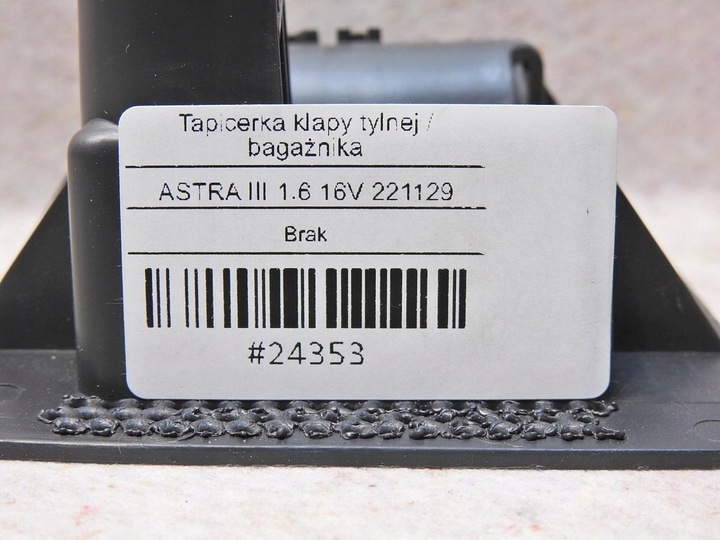 Tapicerka klapy tylnej /
bagażnika
ASTRA III 1.6 16V 221129
Brak
#24353